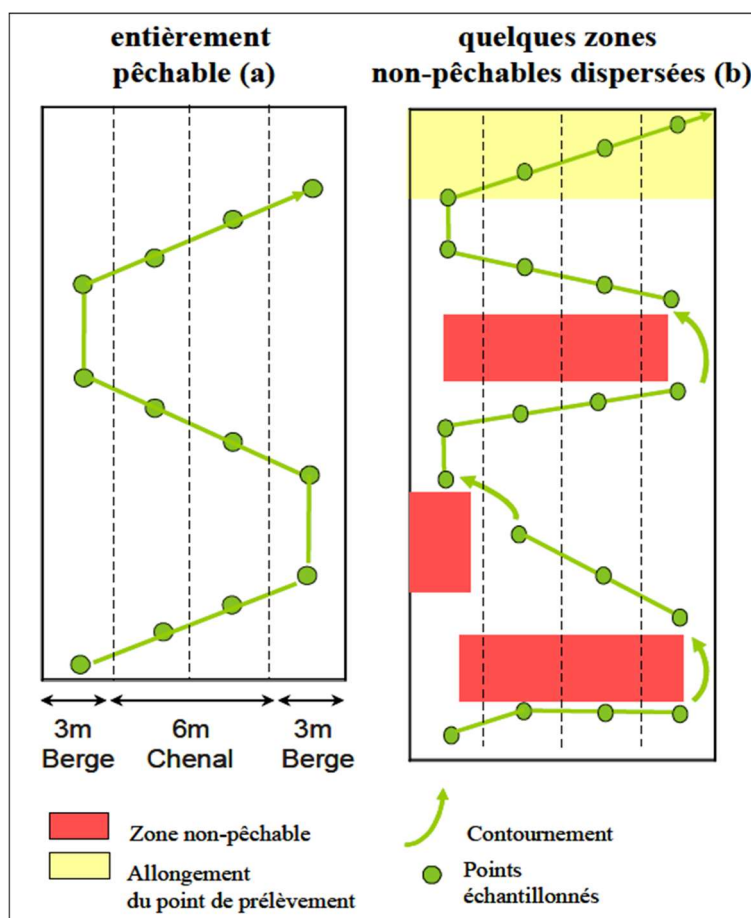 entièrement
pêchable (a)
quelques zones
non-pêchables dispersées (b)
3m
Berge
6m
Chenal
3m
Berge
Zone non-pêchable
Allongement
du point de prélèvement
Contournement
Points
échantillonnés